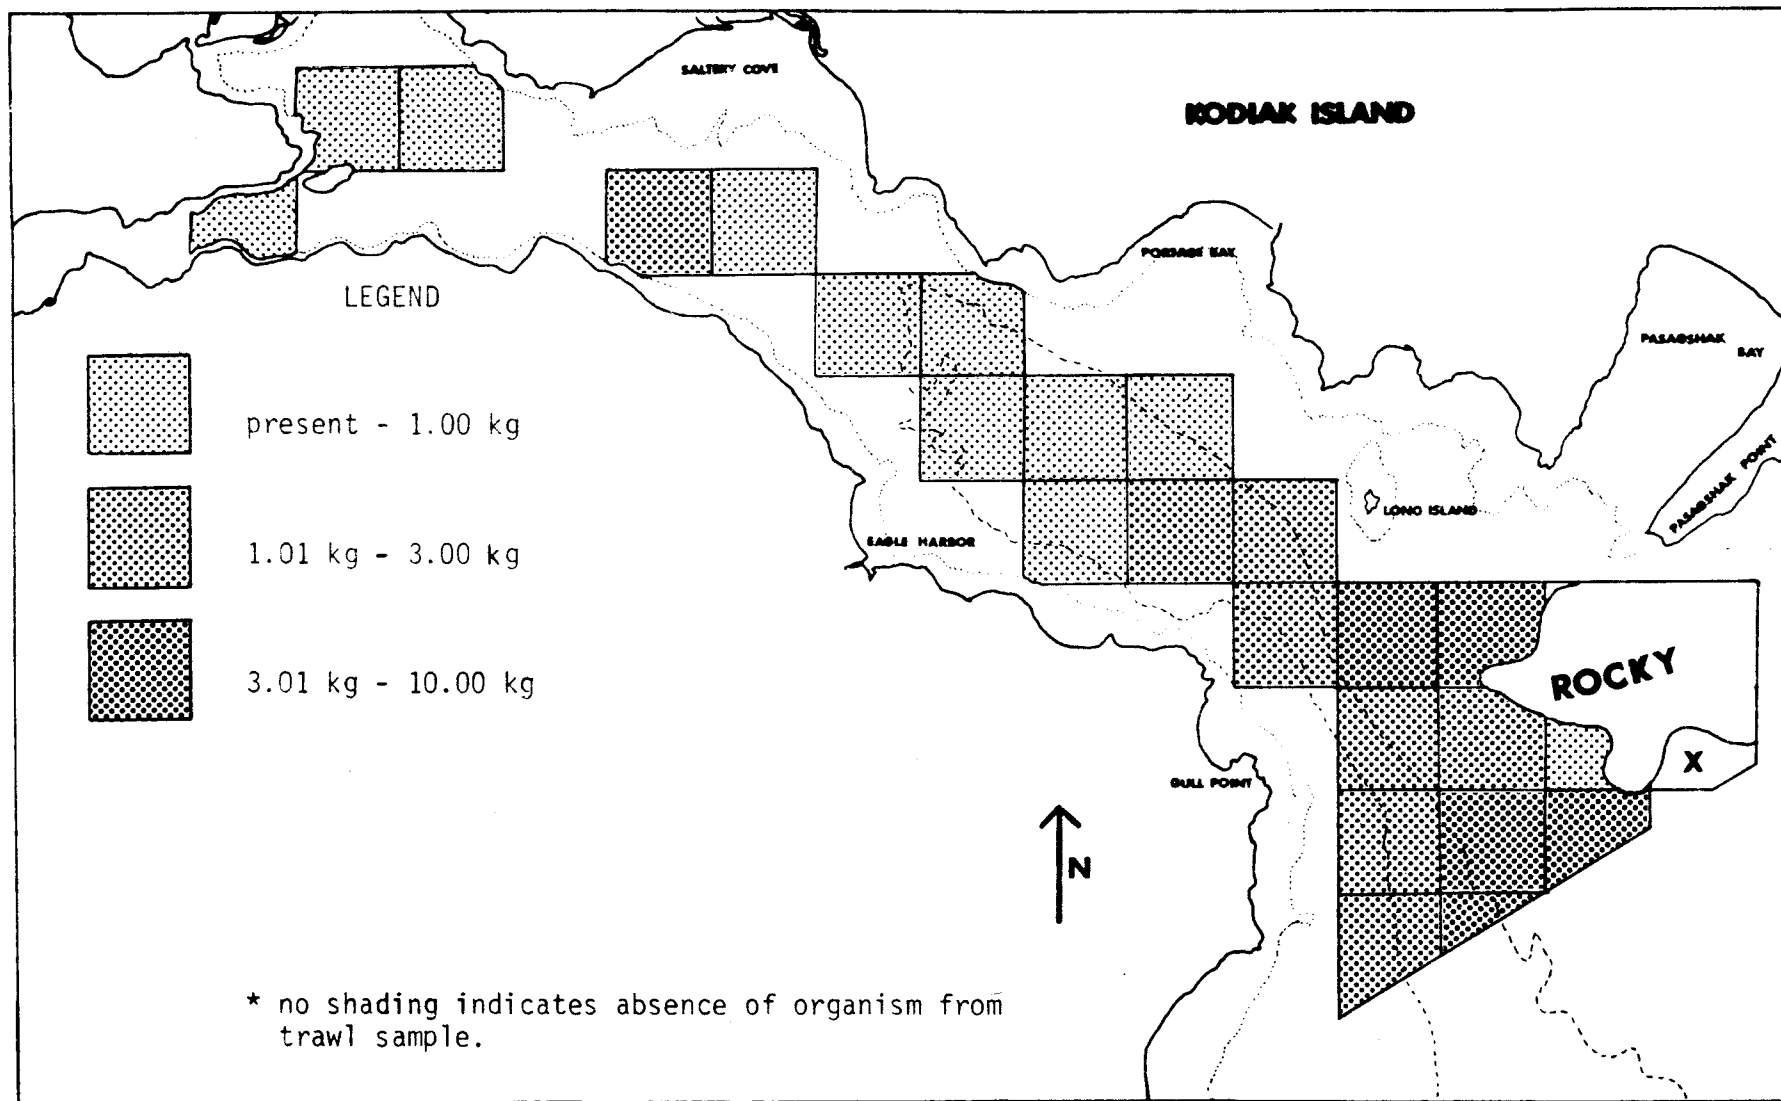 SALTERY COVE
KODIAK ISLAND
PORTAGE BAY
PASAGSHAK
BAY
LEGEND
present - 1.00 kg
PASAGSHAK POINT
LONG ISLAND
EAGLE HARBOR
1.01 kg - 3.00 kg
ROCKY
3.01 kg - 10.00 kg
X
GULL POINT
N
* no shading indicates absence of organism from
trawl sample.